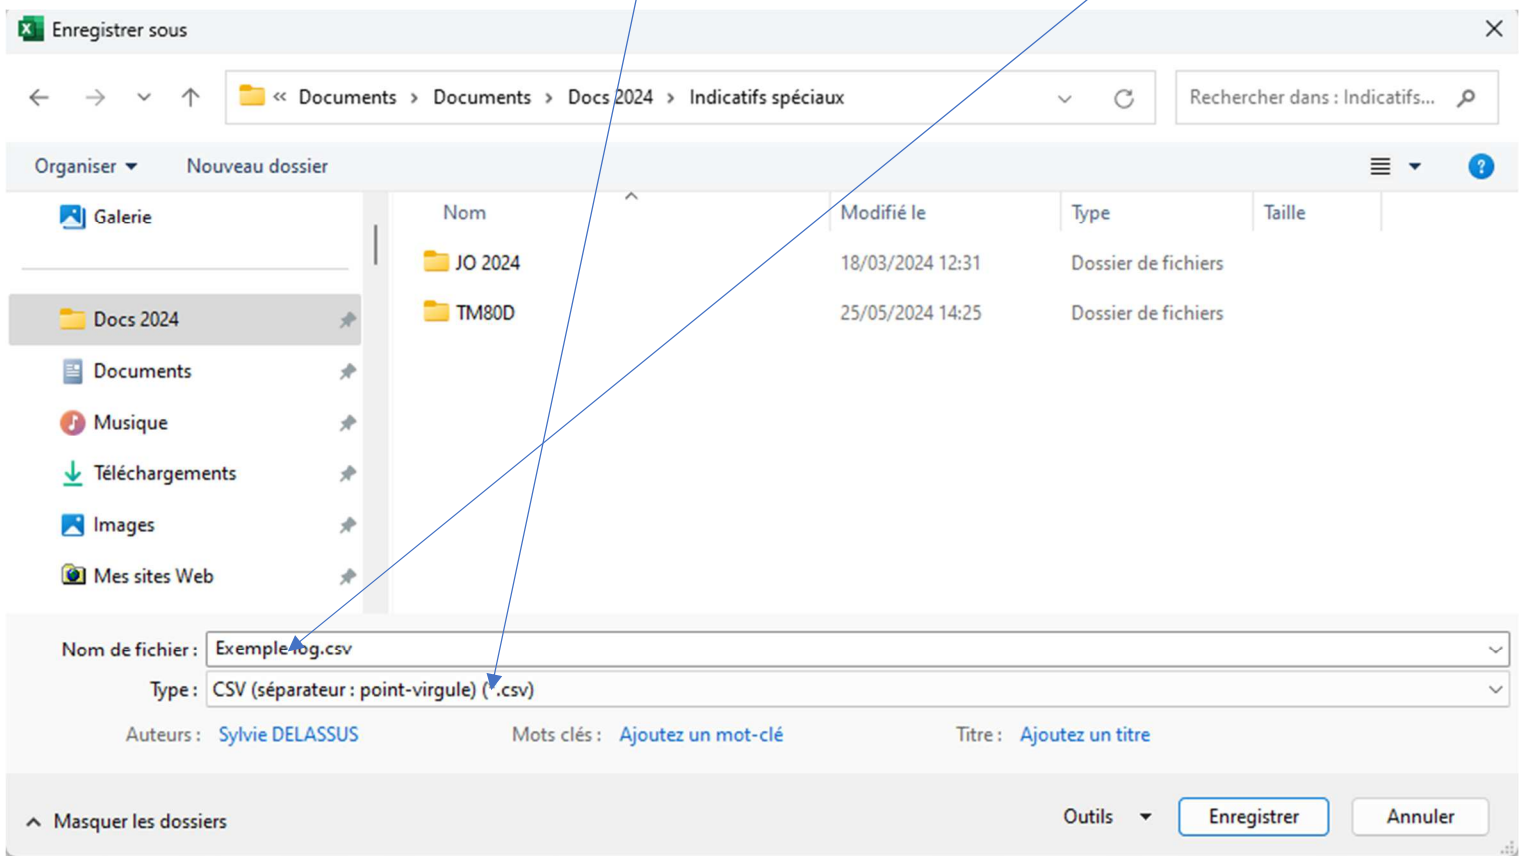 Enregistrer sous
« Documents > Documents > Docs 2024 > Indicatifs spéciaux
Rechercher dans : Indicatifs...
Organiser
Nouveau dossier
Galerie
Docs 2024
Documents
Musique
Téléchargements
Images
Mes sites Web
Nom
Modifié le
Type
Taille
JO 2024
18/03/2024 12:31
Dossier de fichiers
TM80D
25/05/2024 14:25
Dossier de fichiers
Nom de fichier : Exemple log.csv
Type : CSV (séparateur : point-virgule) (*.csv)
Auteurs : Sylvie DELASSUS
Mots clés : Ajoutez un mot-clé
Titre : Ajoutez un titre
Masquer les dossiers
Outils
Enregistrer
Annuler